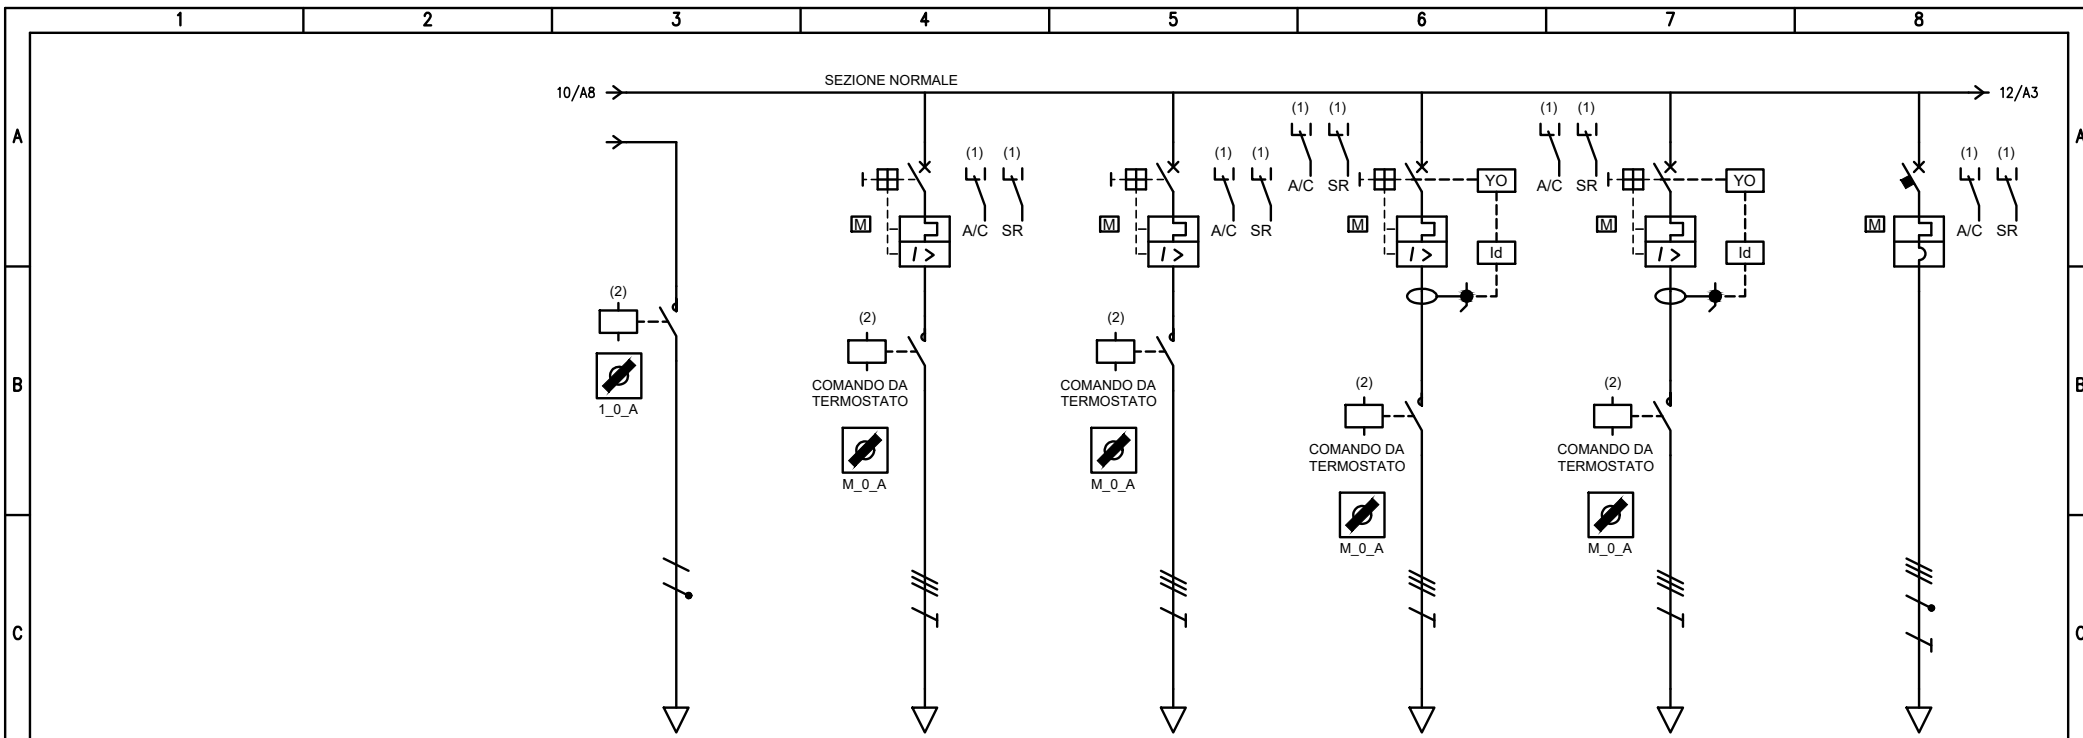 1 2 3 4 5 6 7 8
SEZIONE NORMALE
10/A8 12/A3
A A
(1) (1) (1) (1)
(1) (1) (1) (1) (1) (1)
A/C SR A/C SR
YO YO
M A/C SR M A/C SR M M M A/C SR
I > I > I > I >
Id Id
(2)
(2) (2)
1_0_A
B B
COMANDO DA COMANDO DA
TERMOSTATO TERMOSTATO
(2) (2)
COMANDO DA COMANDO DA
TERMOSTATO TERMOSTATO
M_0_A M_0_A
M_0_A M_0_A
C C